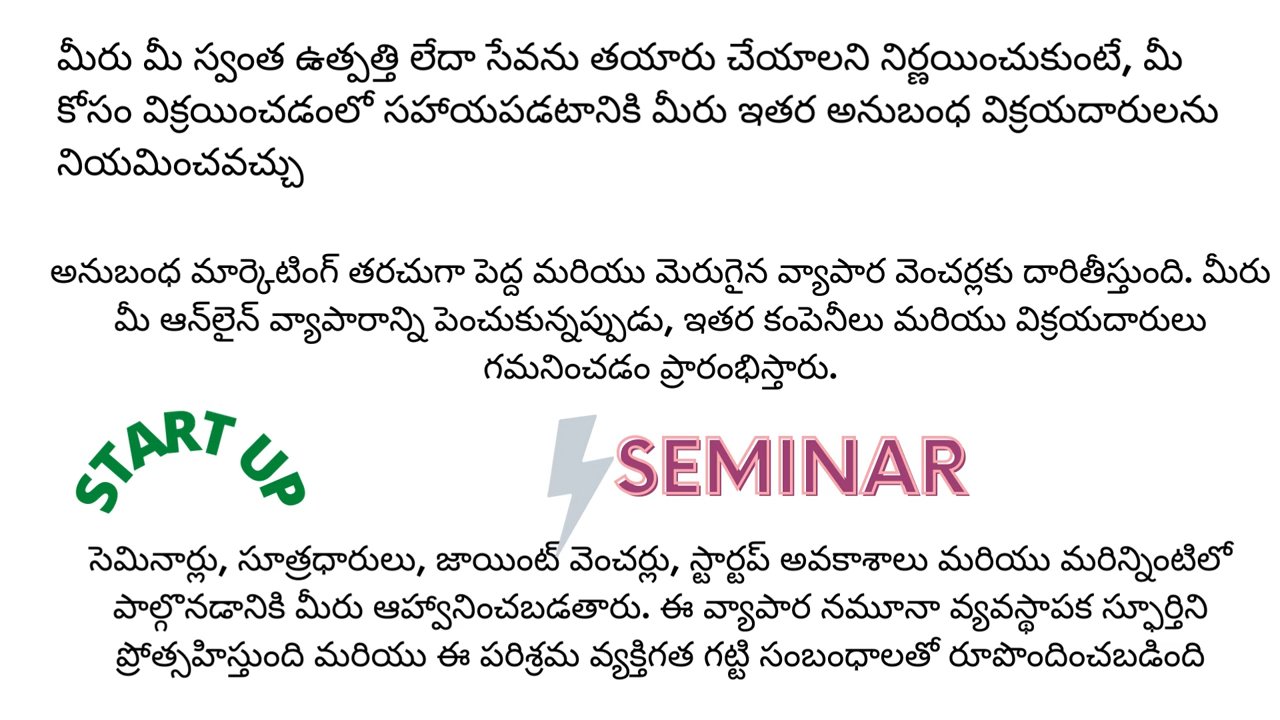 మీరు మీ స్వంత ఉత్పత్తి లేదా సేవను తయారు చేయాలని నిర్ణయించుకుంటే, మీ
కోసం విక్రయించడంలో సహాయపడటానికి మీరు ఇతర అనుబంధ విక్రయదారులను
నియమించవచ్చు
అనుబంధ మార్కెటింగ్ తరచుగా పెద్ద మరియు మెరుగైన వ్యాపార వెంచర్లకు దారితీస్తుంది. మీరు
మీ ఆన్‌లైన్ వ్యాపారాన్ని పెంచుకున్నప్పుడు, ఇతర కంపెనీలు మరియు విక్రయదారులు
గమనించడం ప్రారంభిస్తారు.
START UP
SEMINAR
సెమినార్లు, సూత్రధారులు, జాయింట్ వెంచర్లు, స్టార్టప్ అవకాశాలు మరియు మరిన్నింటిలో
పాల్గొనడానికి మీరు ఆహ్వానించబడతారు. ఈ వ్యాపార నమూనా వ్యవస్థాపక స్ఫూర్తిని
ప్రోత్సహిస్తుంది మరియు ఈ పరిశ్రమ వ్యక్తిగత గట్టి సంబంధాలతో రూపొందించబడింది